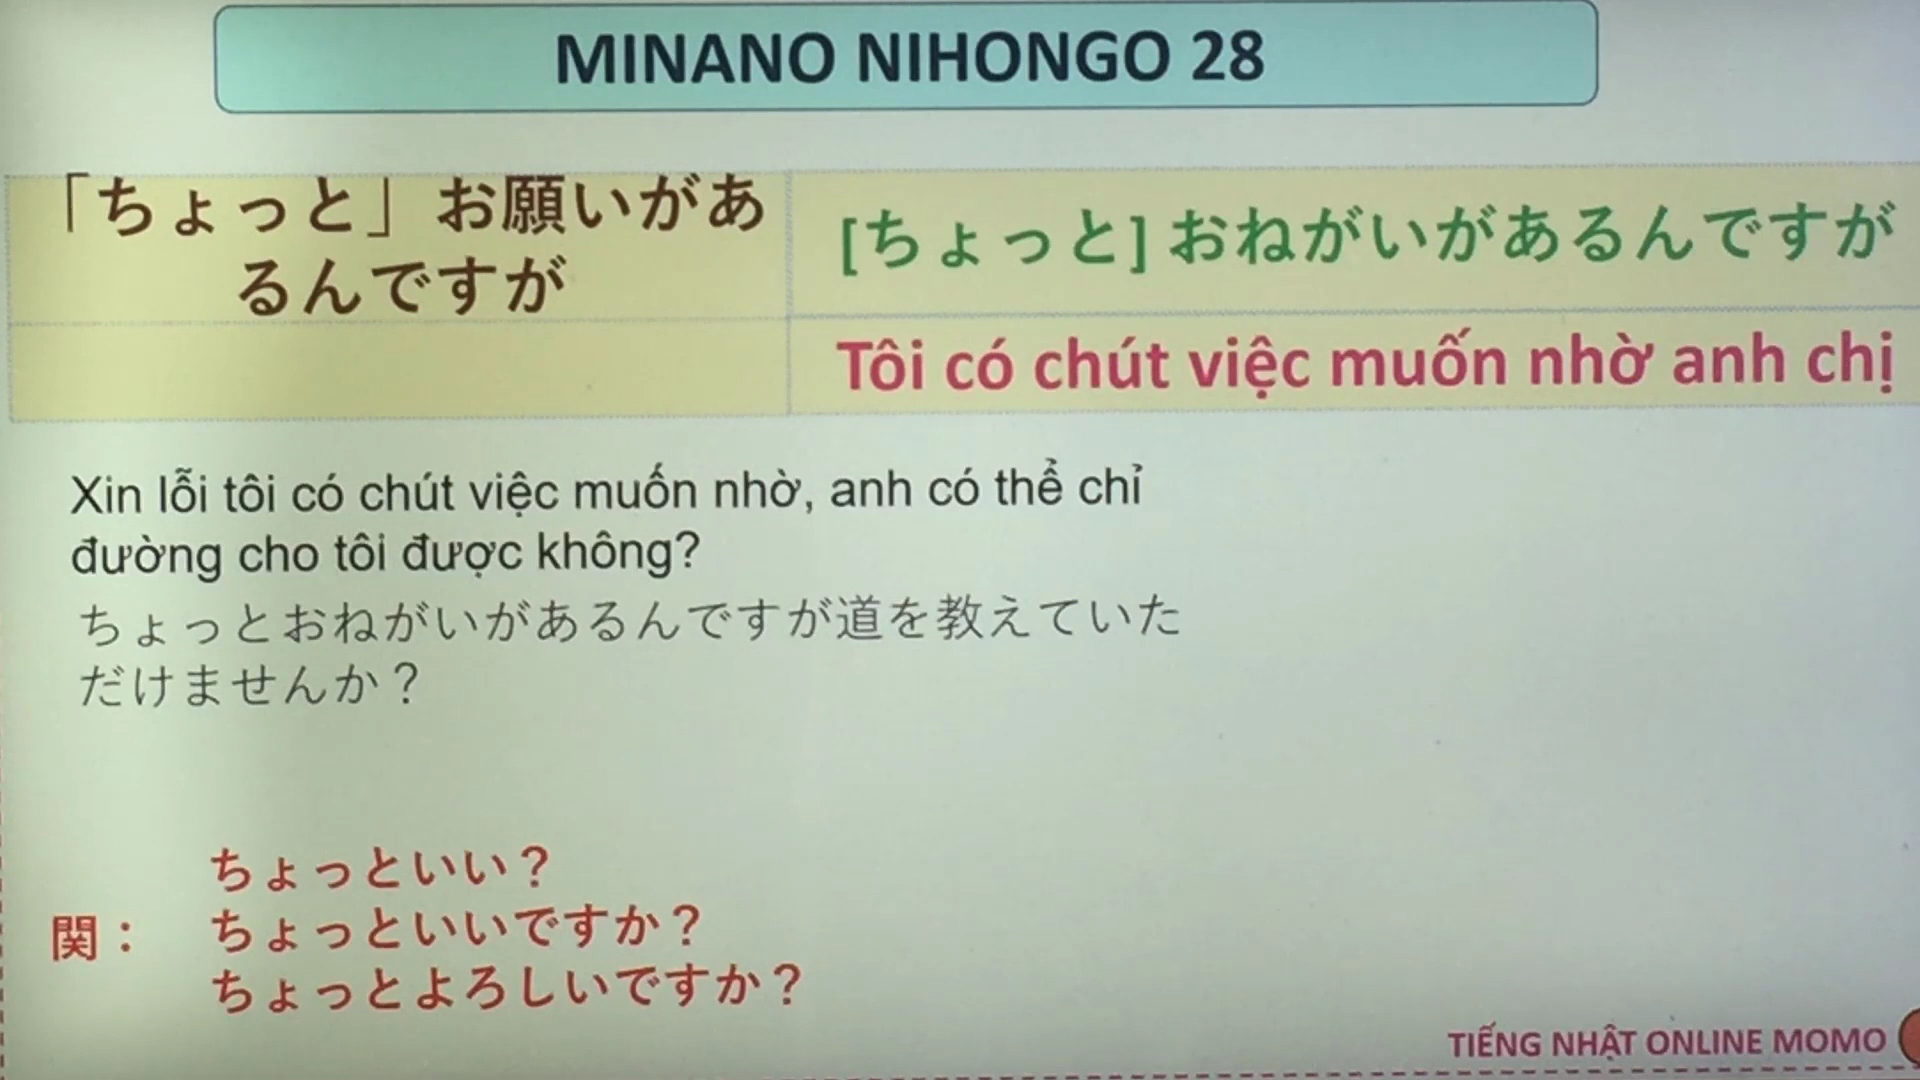 MINANO NIHONGO 28
「ちょっと」お願いがあ
るんですが
[ちょっと] おねがいがあるんですが
Tôi có chút việc muốn nhờ anh chị
Xin lỗi tôi có chút việc muốn nhờ, anh có thể chỉ
đường cho tôi được không?
ちょっとおねがいがあるんですが道を教えていた
だけませんか？
ちょっといい？
関： ちょっといいですか？
ちょっとよろしいですか？
TIẾNG NHẬT ONLINE MOMO